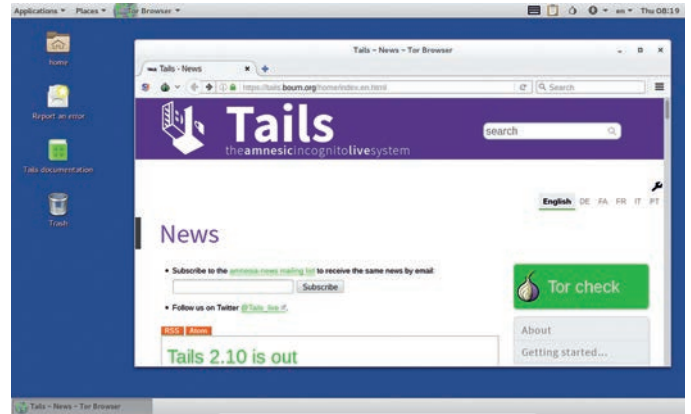 Applications Places Tor Browser en Thu 08:19
Tails - News - Tor Browser
Tails - News
https://tails.boum.org/home/index.en.html
Search
home
Report an error
Tails documentation
Trash
Tails
theamnesicincognitolivesystem
search
English DE FA FR IT PT
News
• Subscribe to the amnesia-news mailing list to receive the same news by email:
Subscribe
• Follow us on Twitter @Tails_live.
RSS Atom
Tails 2.10 is out
Tor check
About
Getting started...
Tails - News - Tor Browser